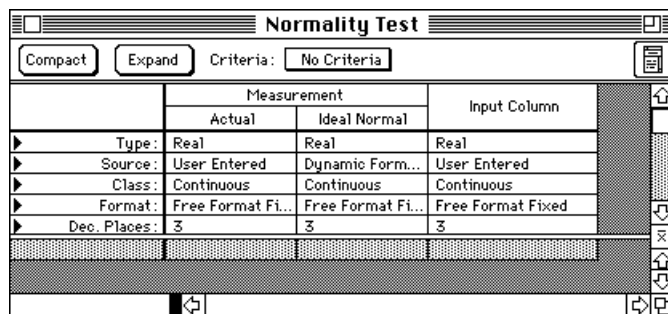 Normality Test
Compact Expand Criteria: No Criteria
Measurement
Input Column
Actual Ideal Normal
Type: Real Real Real
Source: User Entered Dynamic Form... User Entered
Class: Continuous Continuous Continuous
Format: Free Format Fi... Free Format Fi... Free Format Fixed
Dec. Places: 3 3 3